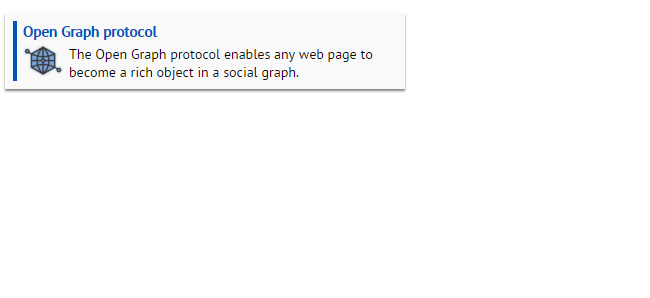 Open Graph protocol
The Open Graph protocol enables any web page to
become a rich object in a social graph.